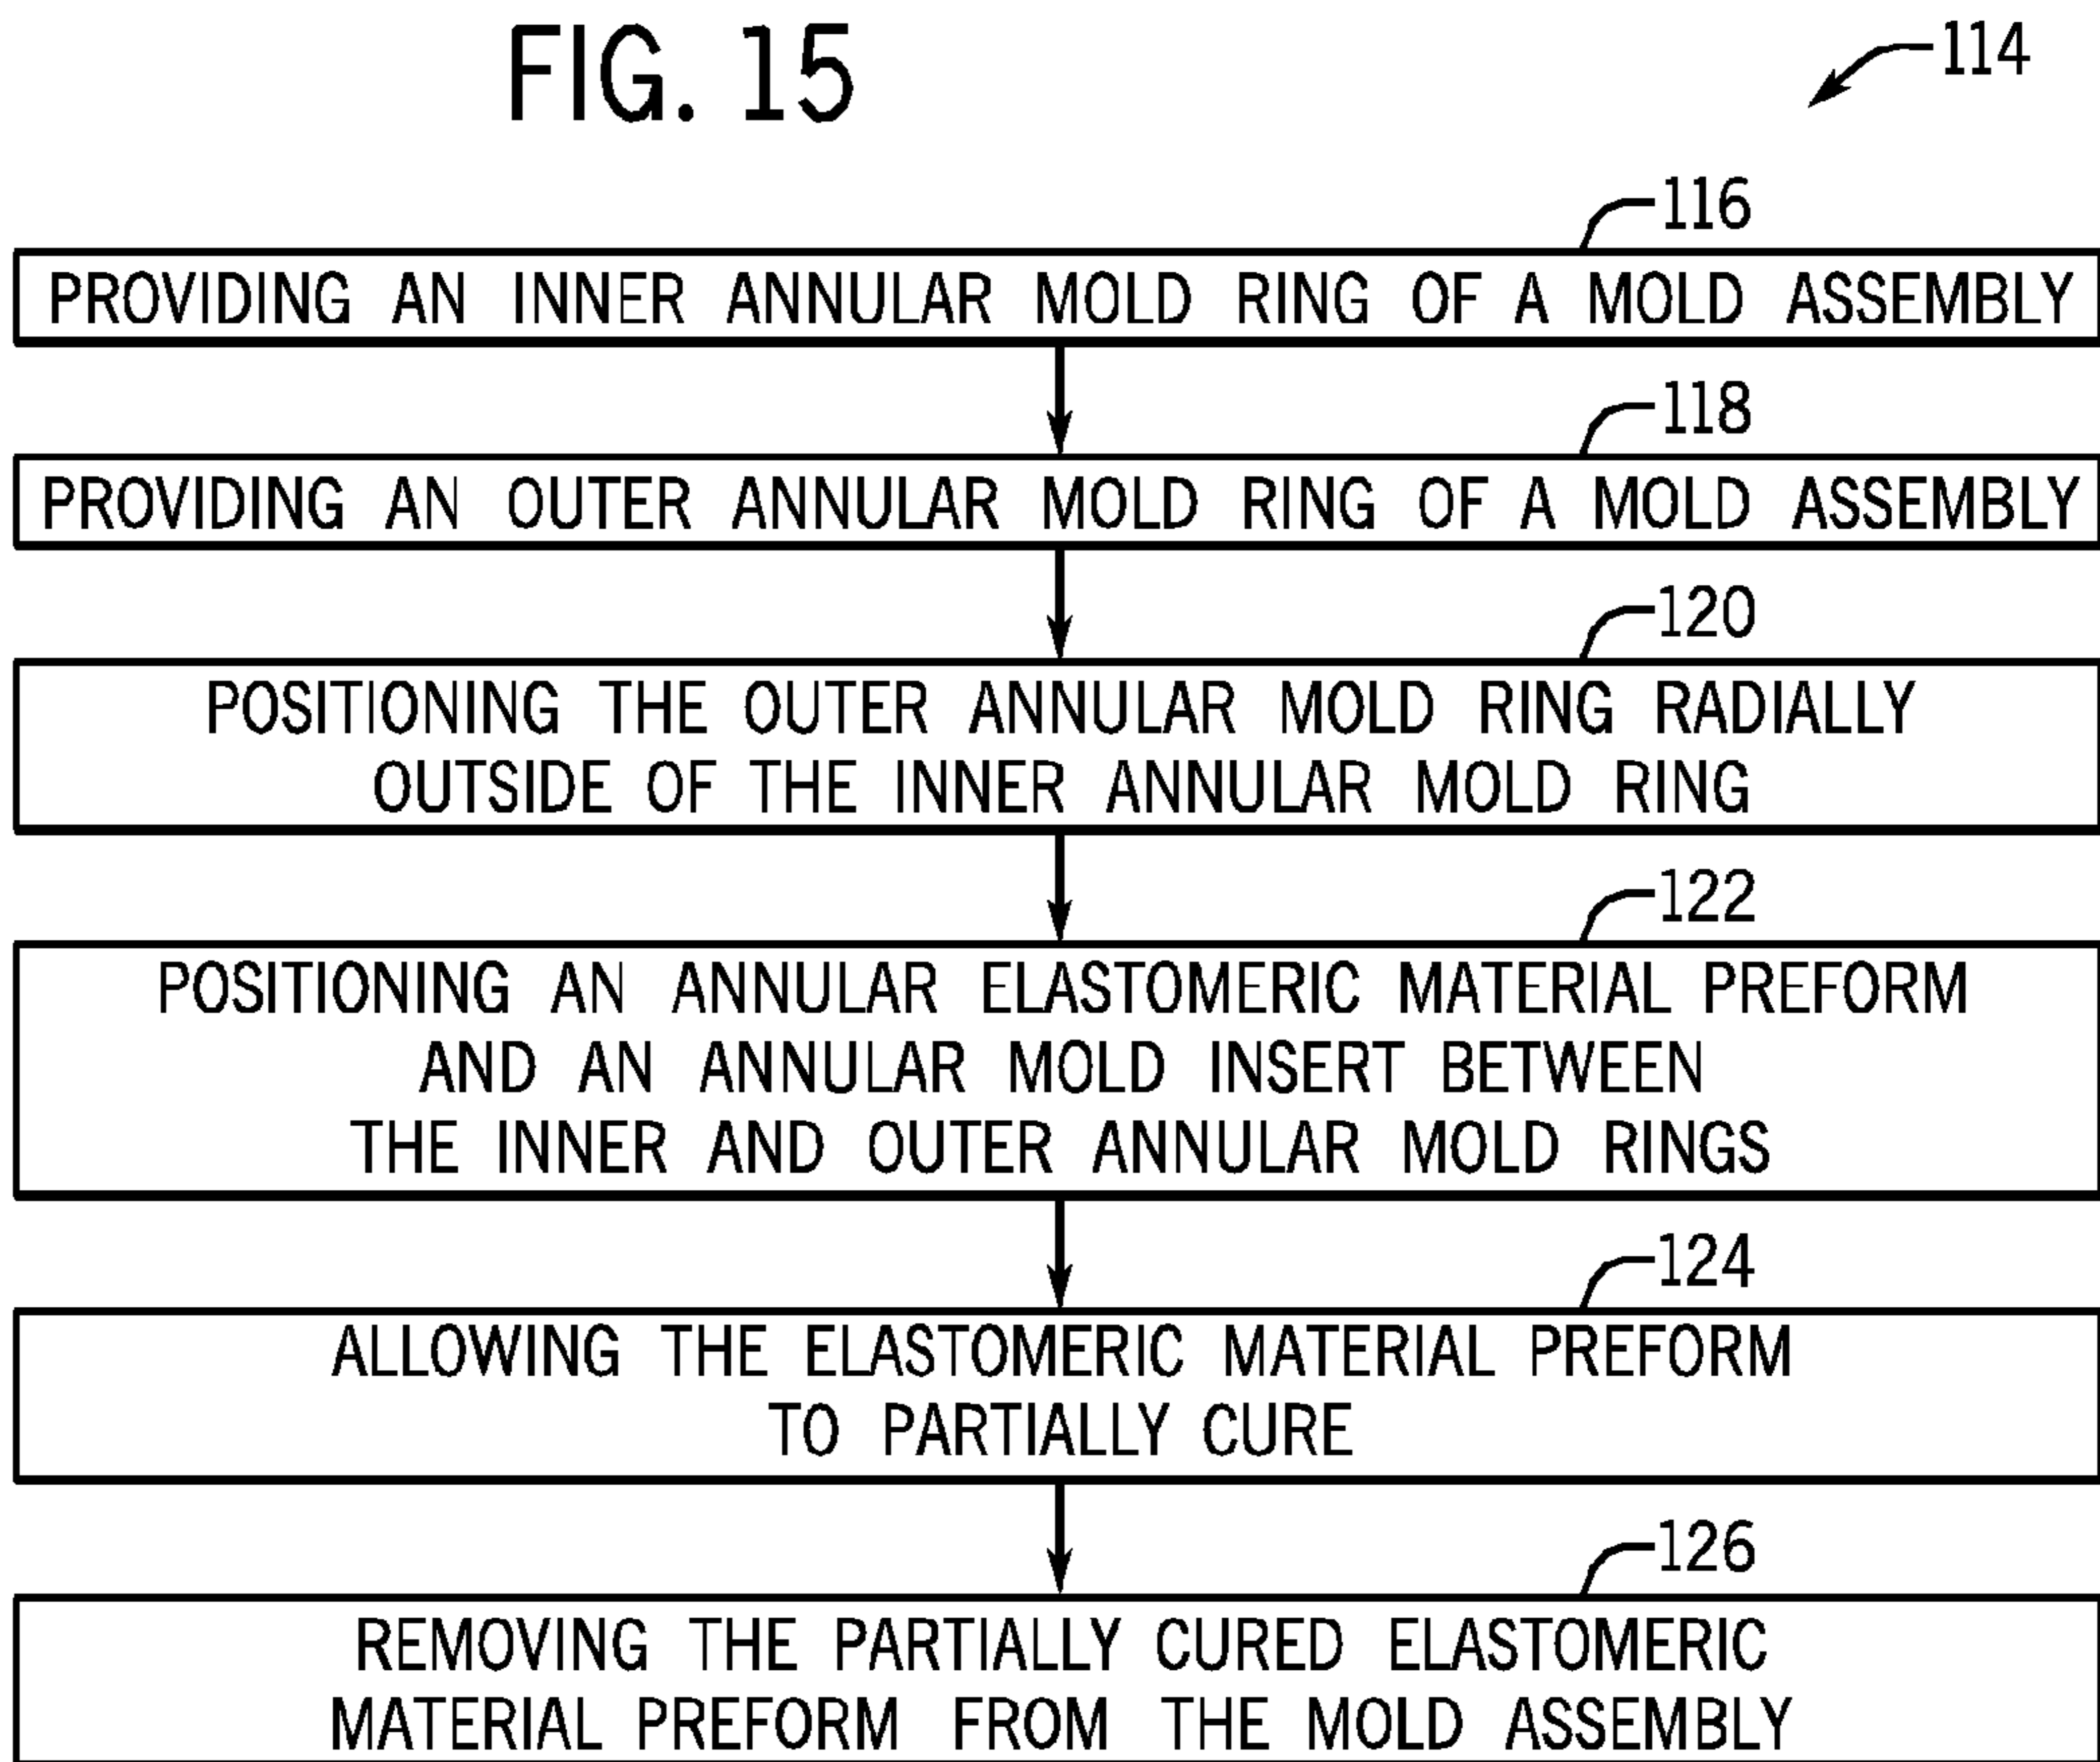 FIG. 15
114
116
PROVIDING AN INNER ANNULAR MOLD RING OF A MOLD ASSEMBLY
118
PROVIDING AN OUTER ANNULAR MOLD RING OF A MOLD ASSEMBLY
120
POSITIONING THE OUTER ANNULAR MOLD RING RADIALLY
OUTSIDE OF THE INNER ANNULAR MOLD RING
122
POSITIONING AN ANNULAR ELASTOMERIC MATERIAL PREFORM
AND AN ANNULAR MOLD INSERT BETWEEN
THE INNER AND OUTER ANNULAR MOLD RINGS
124
ALLOWING THE ELASTOMERIC MATERIAL PREFORM
TO PARTIALLY CURE
126
REMOVING THE PARTIALLY CURED ELASTOMERIC
MATERIAL PREFORM FROM THE MOLD ASSEMBLY